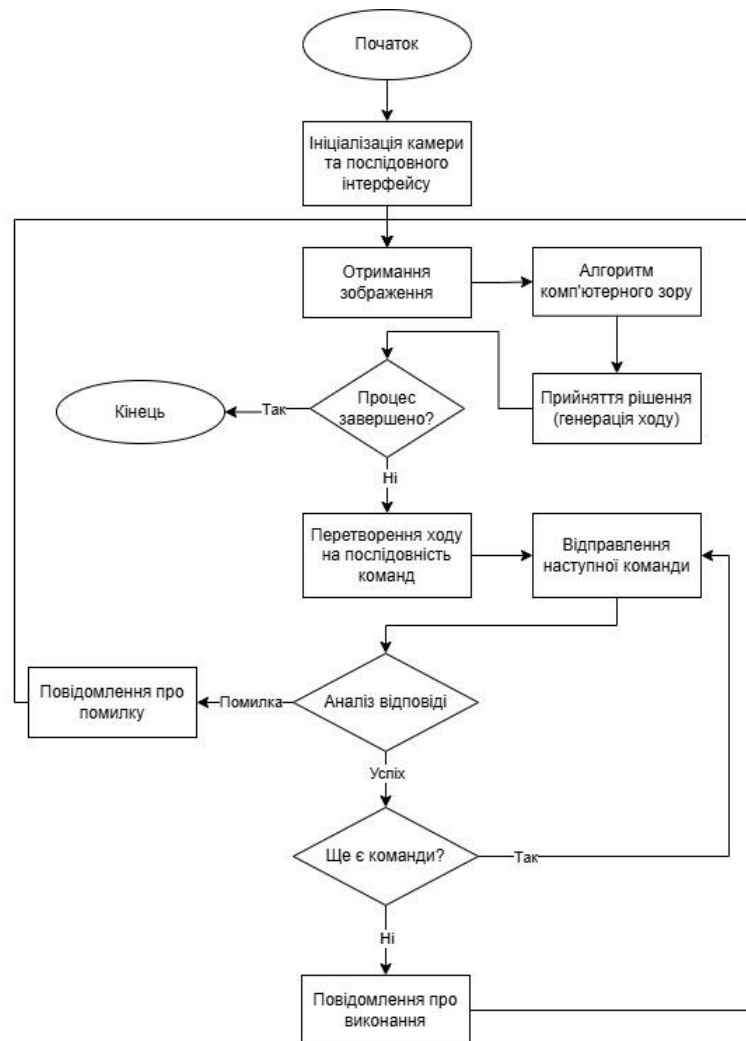 Початок
Ініціалізація камери
та послідовного
інтерфейсу
Отримання
зображення
Алгоритм
комп'ютерного зору
Прийняття рішення
(генерація ходу)
Процес
завершено?
Так
Кінець
Ні
Перетворення ходу
на послідовність
команд
Відправлення
наступної команди
Аналіз відповіді
Помилка
Повідомлення про
помилку
Успіх
Ще є команди?
Так
Ні
Повідомлення про
виконання